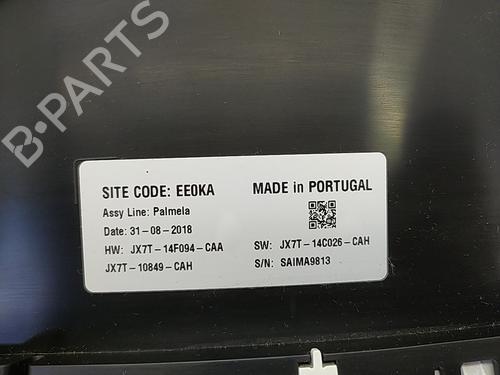 B-PARTS
SITE CODE: EE0KA
MADE in PORTUGAL
Assy Line: Palmela
Date: 31-08-2018
HW: JX7T-14F094-CAA
SW: JX7T-14C026-CAH
JX7T-10849-CAH
S/N: SAIMA9813